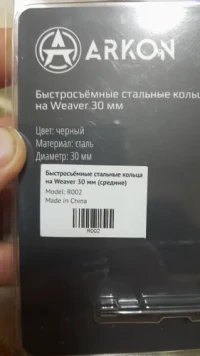 ARKON
Быстросъёмные стальные кольца
на Weaver 30 мм
Цвет: черный
Материал: сталь
Диаметр: 30 мм
Быстросъёмные стальные кольца
на Weaver 30 мм (средние)
Model: R002
Made in China
R002